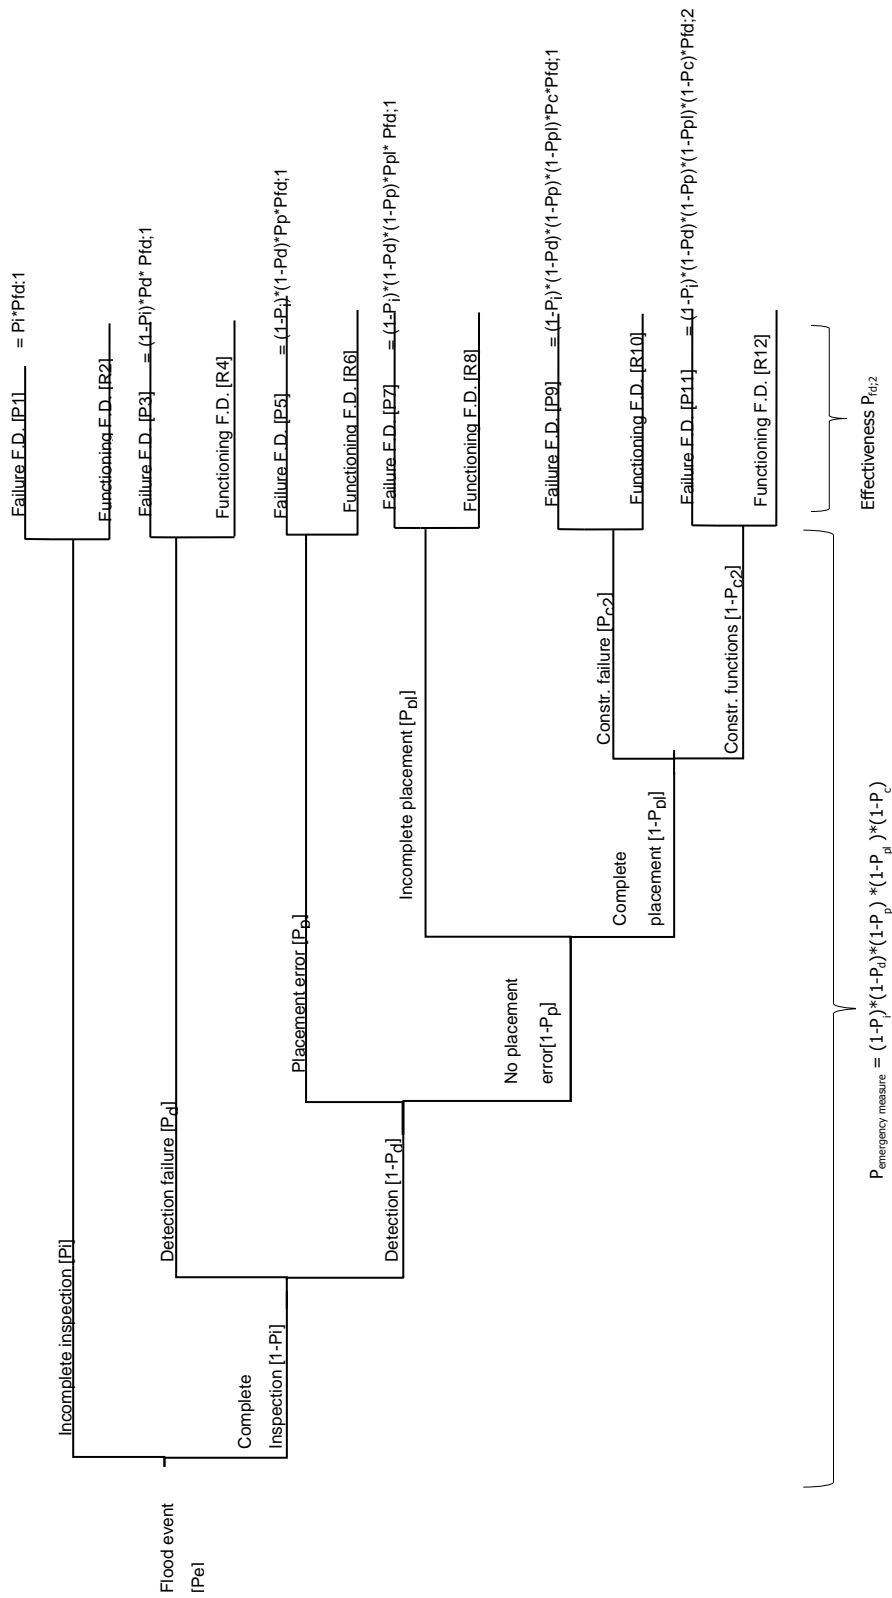 Flood event
[Pe]
Incomplete inspection [Pi]
Complete
Inspection [1-Pi]
Detection failure [Pd]
Detection [1-Pd]
Placement error [Pp]
No placement
error[1-Pp]
Incomplete placement [Ppl]
Complete
placement [1-Ppl]
Constr. failure [Pc2]
Constr. functions [1-Pc2]
Failure F.D. [P1] = Pi*Pfd;1
Functioning F.D. [R2]
Failure F.D. [P3] = (1-Pi)*Pd* Pfd;1
Functioning F.D. [R4]
Failure F.D. [P5] = (1-Pi)*(1-Pd)*Pp*Pfd;1
Functioning F.D. [R6]
Failure F.D. [P7] = (1-Pi)*(1-Pd)*(1-Pp)*Ppl* Pfd;1
Functioning F.D. [R8]
Failure F.D. [P9] = (1-Pi)*(1-Pd)*(1-Pp)*(1-Ppl)*Pc*Pfd;1
Functioning F.D. [R10]
Failure F.D. [P11] = (1-Pi)*(1-Pd)*(1-Pp)*(1-Ppl)*(1-Pc)*Pfd;2
Functioning F.D. [R12]
Pemergency measure = (1-Pi)*(1-Pd)*(1-Pp) *(1-Ppl )*(1-Pc)
Effectiveness Pfd;2